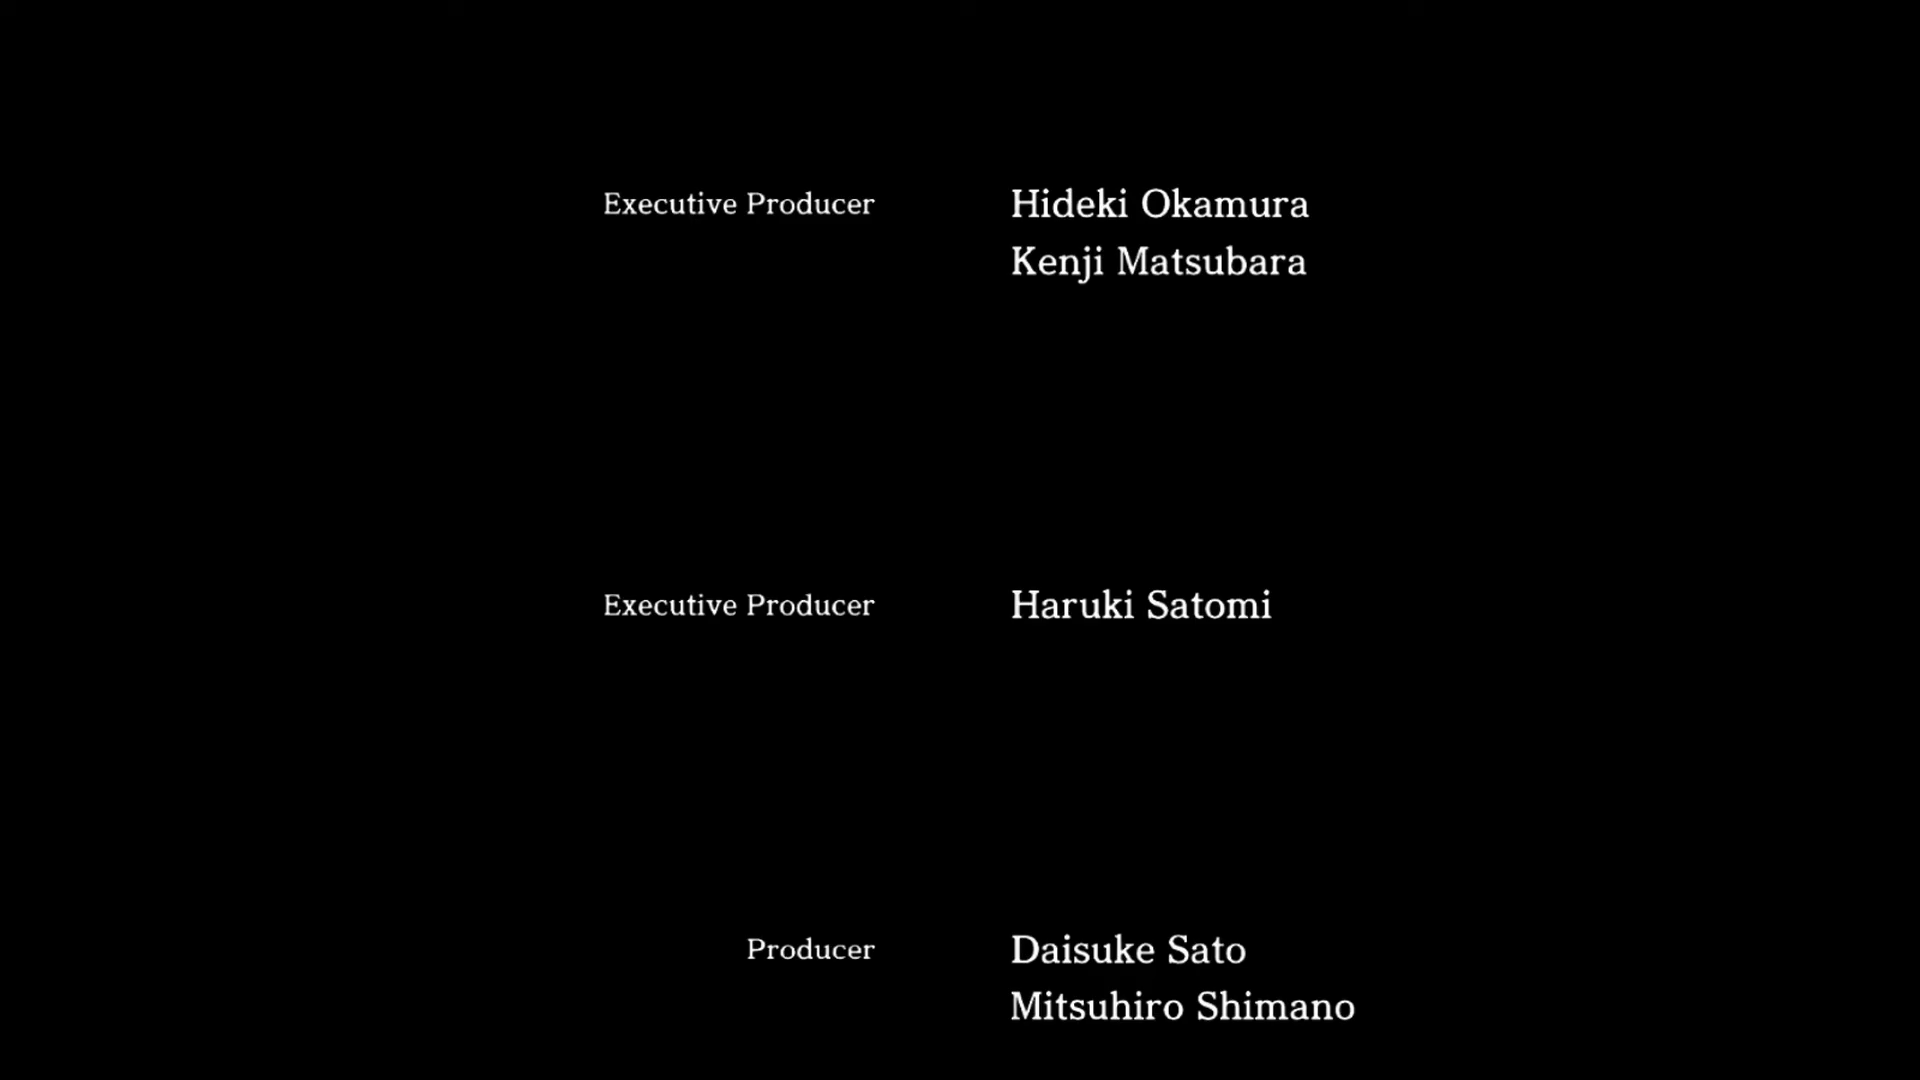 Executive Producer Hideki Okamura
Kenji Matsubara
Executive Producer Haruki Satomi
Producer Daisuke Sato
Mitsuhiro Shimano